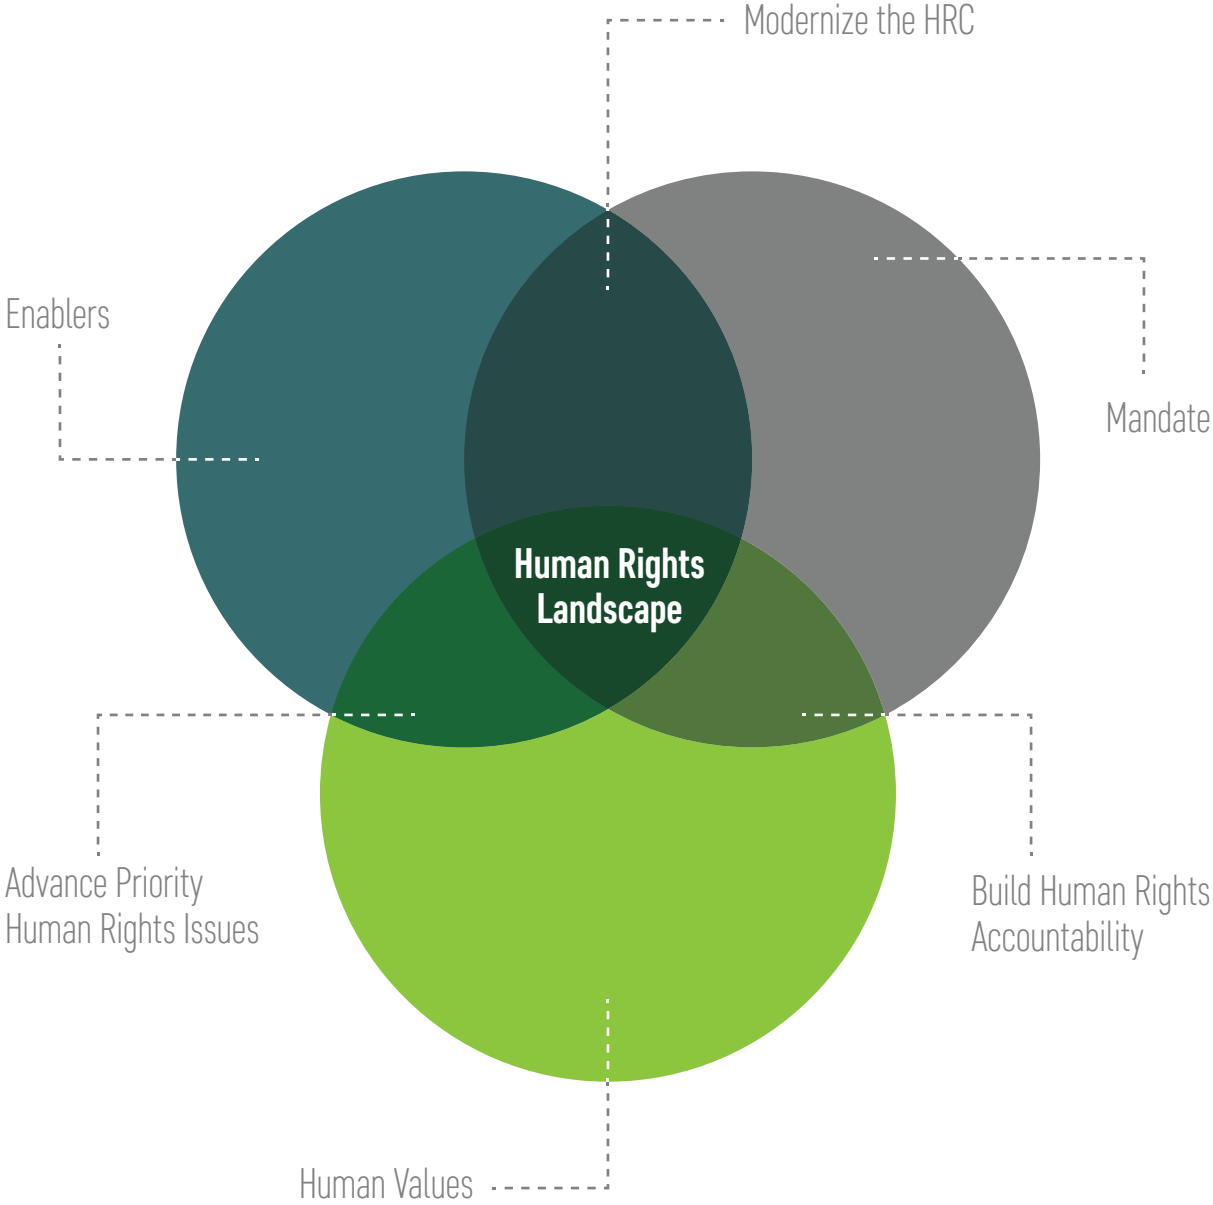 Modernize the HRC
Enablers
Mandate
Human Rights
Landscape
Advance Priority
Human Rights Issues
Build Human Rights
Accountability
Human Values